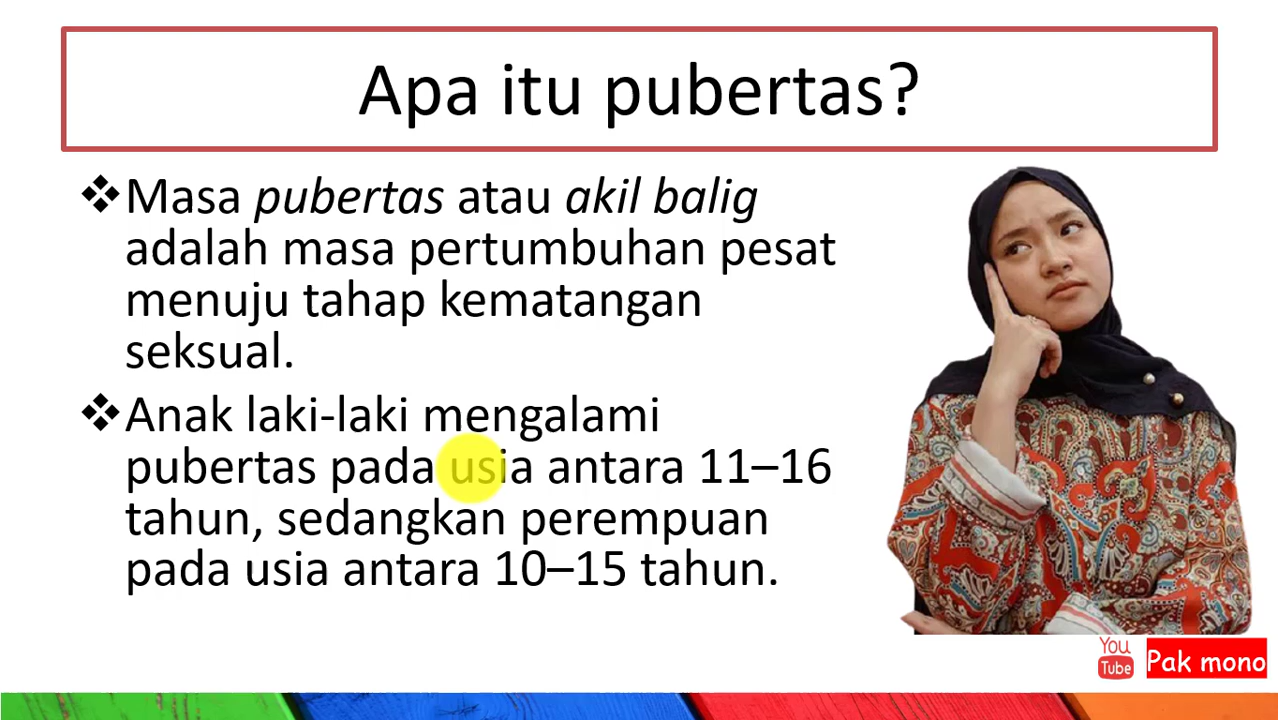 Apa itu pubertas?
❖Masa pubertas atau akil balig
adalah masa pertumbuhan pesat
menuju tahap kematangan
seksual.
❖Anak laki-laki mengalami
pubertas pada usia antara 11–16
tahun, sedangkan perempuan
pada usia antara 10–15 tahun.
You
Tube
Pak mono